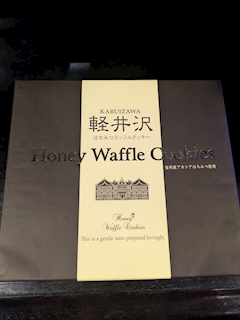 KARUIZAWA
軽井沢
はちみつワッフルクッキー
Honey Waffle Cookies
信州産アカシアはちみつ使用
Honey
Waffle Cookies
This is a gentle taste prepared lovingly.